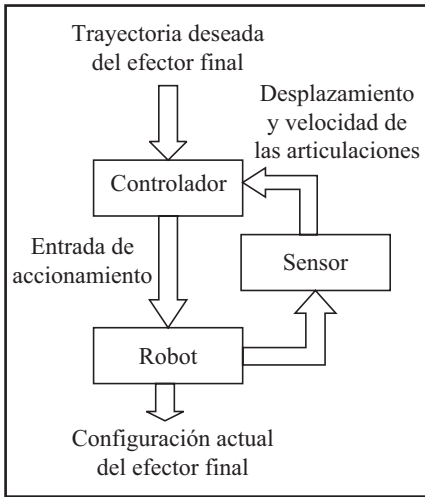 Trayectoria deseada
del efector final
Desplazamiento
y velocidad de
las articulaciones
Controlador
Entrada de
accionamiento
Sensor
Robot
Configuración actual
del efector final